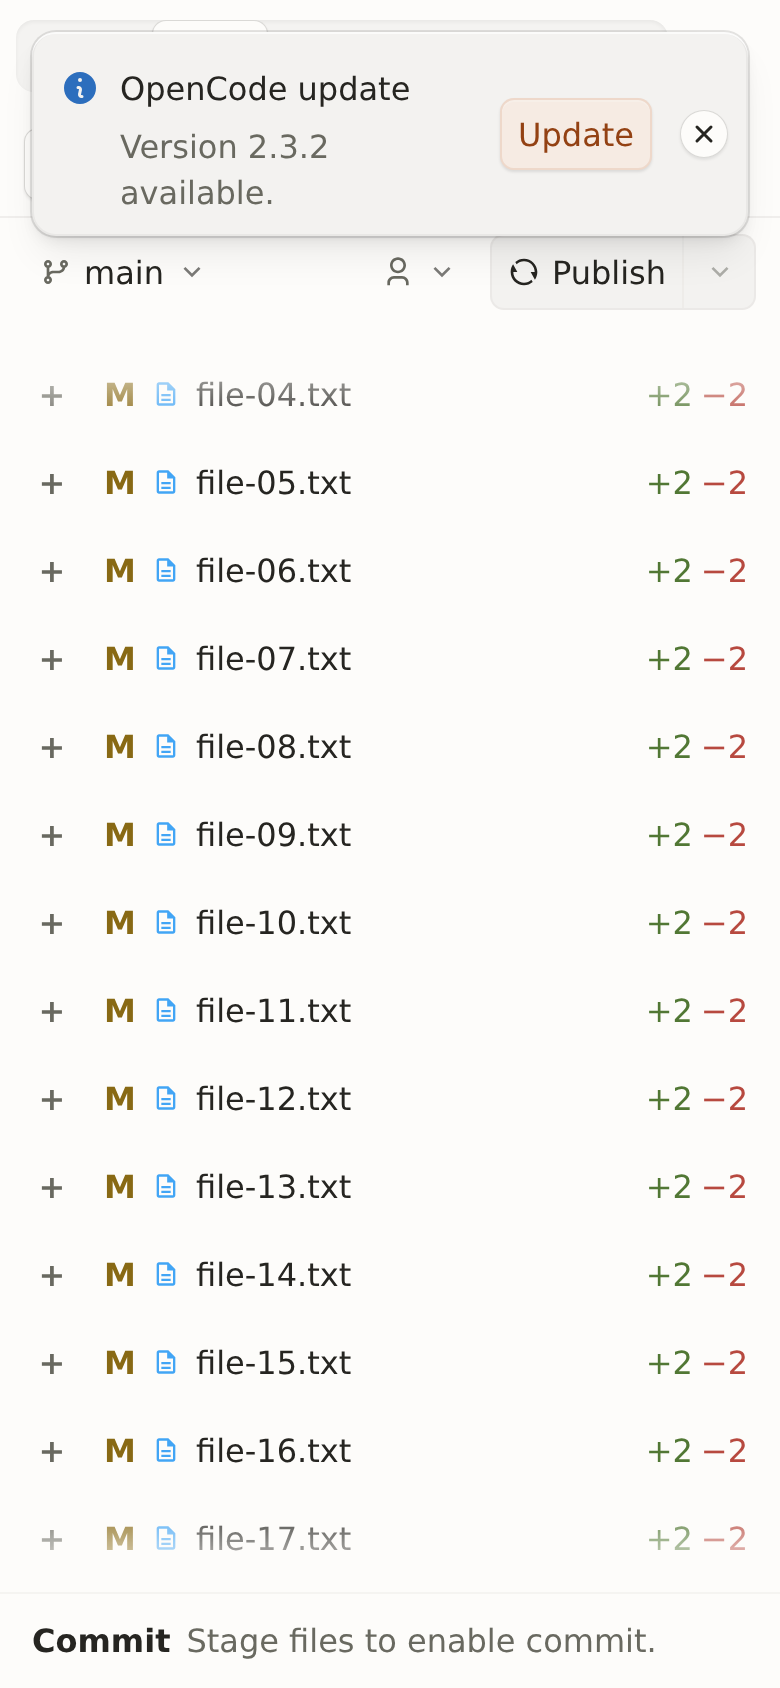 OpenCode update
Version 2.3.2
available.
Update
main
Publish
+ M file-04.txt +2 −2
+ M file-05.txt +2 −2
+ M file-06.txt +2 −2
+ M file-07.txt +2 −2
+ M file-08.txt +2 −2
+ M file-09.txt +2 −2
+ M file-10.txt +2 −2
+ M file-11.txt +2 −2
+ M file-12.txt +2 −2
+ M file-13.txt +2 −2
+ M file-14.txt +2 −2
+ M file-15.txt +2 −2
+ M file-16.txt +2 −2
+ M file-17.txt +2 −2
Commit Stage files to enable commit.